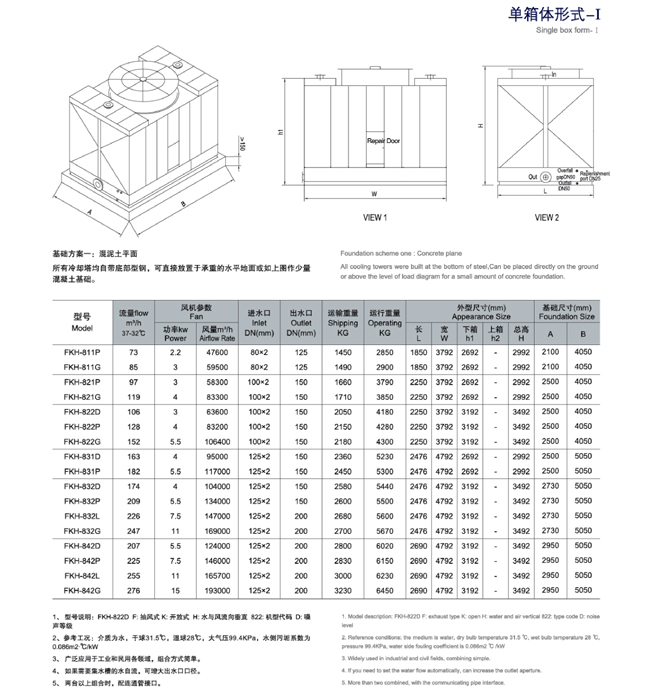 单箱体形式-I
Single box form- I
In
h1
H
≥150
Repair Door
Out
Overfall
gapDN50
Replenishment
port DN25
Outlet
DN50
A
B
W
L
VIEW 1
VIEW 2
基础方案一：混泥土平面
所有冷却塔均自带底部型钢，可直接放置于承重的水平地面或如上图作少量
混凝土基础。
Foundation scheme one : Concrete plane
All cooling towers were built at the bottom of steel,Can be placed directly on the ground
or above the level of load diagram for a small amount of concrete foundation.
型号 Model 流量flow m³/h 37-32℃ 风机参数 Fan 功率kw Power 风量m³/h Airflow Rate 进水口 Inlet DN(mm) 出水口 Outlet DN(mm) 运输重量 Shipping KG 运行重量 Operating KG 外型尺寸(mm) Appearance Size 长 L 宽 W 下箱 h1 上箱 h2 总高 H 基础尺寸(mm) Foundation Size A B
FKH-811P 73 2.2 47600 80×2 125 1450 2850 1850 3792 2692 - 2992 2100 4050
FKH-811G 85 3 59500 80×2 125 1490 2900 1850 3792 2692 - 2992 2100 4050
FKH-821P 97 3 58300 100×2 150 1660 3790 2250 3792 2692 - 2992 2500 4050
FKH-821G 119 4 83300 100×2 150 1710 3850 2250 3792 2692 - 2992 2500 4050
FKH-822D 106 3 63600 100×2 150 2050 4180 2250 3792 3192 - 3492 2500 4050
FKH-822P 128 4 83200 100×2 150 2150 4280 2250 3792 3192 - 3492 2500 4050
FKH-822G 152 5.5 106400 100×2 150 2180 4300 2250 3792 3192 - 3492 2500 4050
FKH-831D 163 4 95000 125×2 200 2360 5230 2476 4792 2692 - 2992 2500 5050
FKH-831P 182 5.5 117000 125×2 200 2450 5300 2476 4792 2692 - 2992 2500 5050
FKH-832D 174 4 104000 125×2 200 2580 5440 2476 4792 3192 - 3492 2730 5050
FKH-832P 209 5.5 134000 125×2 200 2600 5500 2476 4792 3192 - 3492 2730 5050
FKH-832L 226 7.5 147000 125×2 200 2680 5600 2476 4792 3192 - 3492 2730 5050
FKH-832G 247 11 169000 125×2 200 2700 5670 2476 4792 3192 - 3492 2730 5050
FKH-842D 207 5.5 124000 125×2 200 2800 6020 2690 4792 3192 - 3492 2950 5050
FKH-842P 225 7.5 146000 125×2 200 2830 6150 2690 4792 3192 - 3492 2950 5050
FKH-842L 255 11 165700 125×2 200 3000 6230 2690 4792 3192 - 3492 2950 5050
FKH-842G 276 15 193000 125×2 200 3230 6450 2690 4792 3192 - 3492 2950 5050
1、型号说明：FKH-822D F: 抽风式 K: 开放式 H: 水与风流向垂直 822: 机型代码 D: 噪
声等级
2、参考工况：介质为水，干球31.5℃，湿球28℃，大气压99.4KPa，水侧污垢系数为
0.086m2·℃/kW
3、广泛应用于工业和民用各领域，组合方式简单。
4、如果需要集水槽的水自流，可增大出水口口径。
5、两台以上组合时，配连通管接口。
1. Model description: FKH-822D F: exhaust type K: open H: water and air vertical 822: type code D: noise
level
2. Reference conditions: the medium is water, dry bulb temperature 31.5 ℃, wet bulb temperature 28 ℃,
pressure 99.4KPa, water side fouling coefficient is 0.086m2 ·℃ /kW
3. Widely used in industrial and civil fields, combining simple.
4. If you need to set the water flow automatically, can increase the outlet aperture.
5. More than two combined, with the communicating pipe interface.